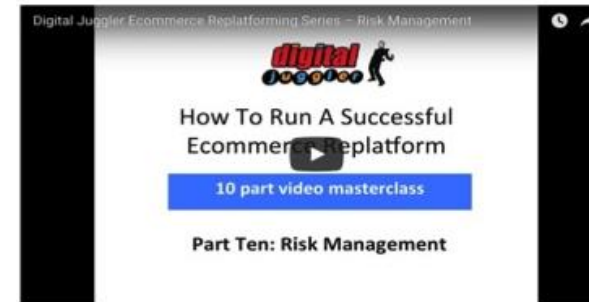 Digital Juggler Ecommerce Replatforming Series – Risk Management
digital
juggler
How To Run A Successful
Ecommerce Replatform
10 part video masterclass
Part Ten: Risk Management